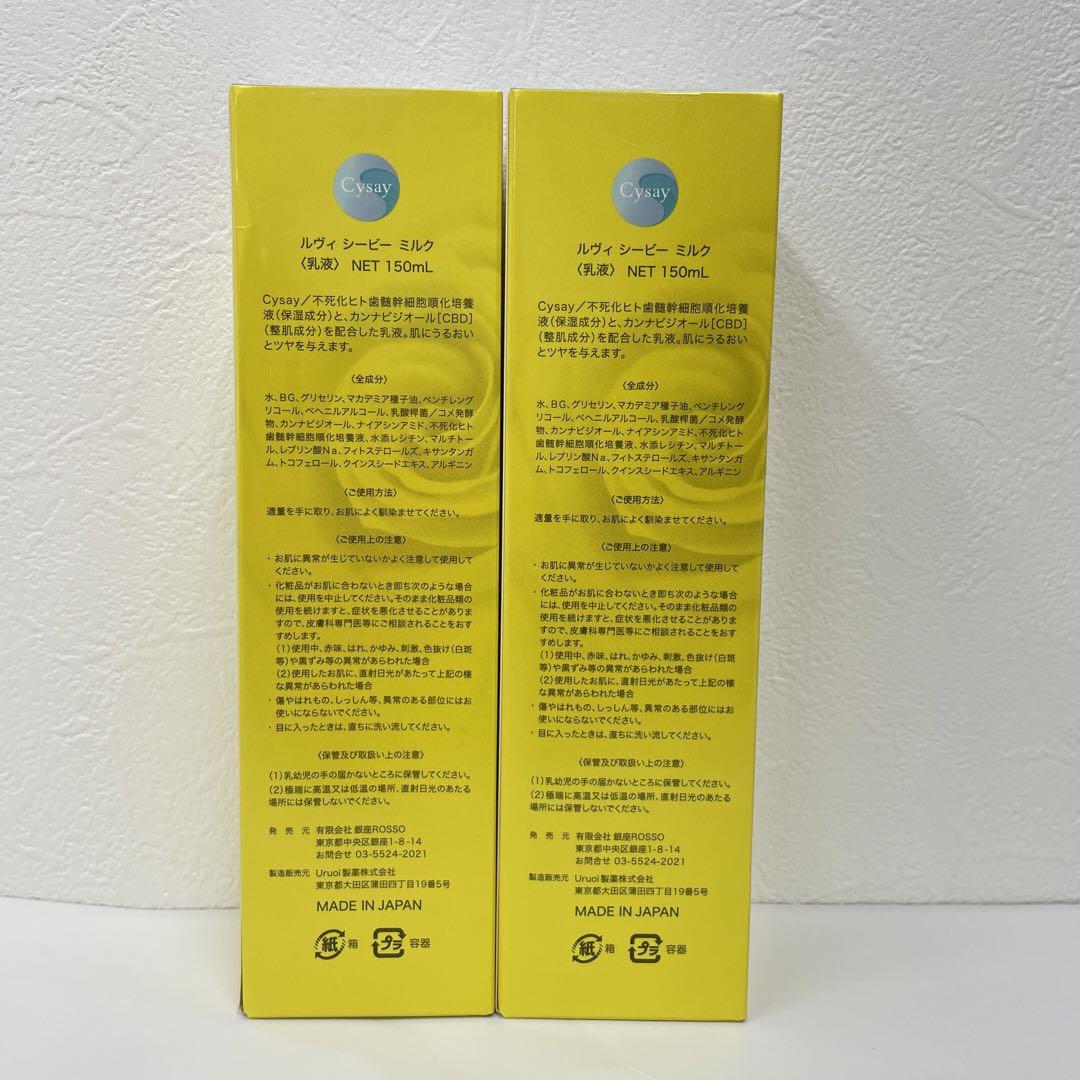 Cysay
ルヴィ シービー ミルク
〈乳液〉 NET 150mL
Cysay／不死化ヒト歯髄幹細胞順化培養
液（保湿成分）と、カンナビジオール[CBD]
（整肌成分）を配合した乳液。肌にうるおい
とツヤを与えます。
〈全成分〉
水、BG、グリセリン、マカデミア種子油、ペンチレング
リコール、ベヘニルアルコール、乳酸桿菌／コメ発酵
物、カンナビジオール、ナイアシンアミド、不死化ヒト
歯髄幹細胞順化培養液、水添レシチン、マルチトー
ル、レブリン酸Na、フィトステロールズ、キサンタンガ
ム、トコフェロール、クインスシードエキス、アルギニン
〈ご使用方法〉
適量を手に取り、お肌によく馴染ませてください。
〈ご使用上の注意〉
・お肌に異常が生じていないかよく注意して使用して
ください。
・化粧品がお肌に合わないとき即ち次のような場合
には、使用を中止してください。そのまま化粧品類の
使用を続けますと、症状を悪化させることがありま
すので、皮膚科専門医等にご相談されることをおす
すめします。
（1）使用中、赤味、はれ、かゆみ、刺激、色抜け（白斑
等）や黒ずみ等の異常があらわれた場合
（2）使用したお肌に、直射日光があたって上記の様
な異常があらわれた場合
・傷やはれもの、しっしん等、異常のある部位にはお
使いにならないでください。
・目に入ったときは、直ちに洗い流してください。
〈保管及び取扱い上の注意〉
（1）乳幼児の手の届かないところに保管してください。
（2）極端に高温又は低温の場所、直射日光のあたる
場所には保管しないでください。
発売元 有限会社 銀座ROSSO
東京都中央区銀座1-8-14
お問合せ 03-5524-2021
製造販売元 Uruoi製薬株式会社
東京都大田区蒲田四丁目19番5号
MADE IN JAPAN
紙 箱 プラ 容器
Cysay
ルヴィ シービー ミルク
〈乳液〉 NET 150mL
Cysay／不死化ヒト歯髄幹細胞順化培養
液（保湿成分）と、カンナビジオール[CBD]
（整肌成分）を配合した乳液。肌にうるおい
とツヤを与えます。
〈全成分〉
水、BG、グリセリン、マカデミア種子油、ペンチレング
リコール、ベヘニルアルコール、乳酸桿菌／コメ発酵
物、カンナビジオール、ナイアシンアミド、不死化ヒト
歯髄幹細胞順化培養液、水添レシチン、マルチトー
ル、レブリン酸Na、フィトステロールズ、キサンタンガ
ム、トコフェロール、クインスシードエキス、アルギニン
〈ご使用方法〉
適量を手に取り、お肌によく馴染ませてください。
〈ご使用上の注意〉
・お肌に異常が生じていないかよく注意して使用して
ください。
・化粧品がお肌に合わないとき即ち次のような場合
には、使用を中止してください。そのまま化粧品類の
使用を続けますと、症状を悪化させることがありま
すので、皮膚科専門医等にご相談されることをおす
すめします。
（1）使用中、赤味、はれ、かゆみ、刺激、色抜け（白斑
等）や黒ずみ等の異常があらわれた場合
（2）使用したお肌に、直射日光があたって上記の様
な異常があらわれた場合
・傷やはれもの、しっしん等、異常のある部位にはお
使いにならないでください。
・目に入ったときは、直ちに洗い流してください。
〈保管及び取扱い上の注意〉
（1）乳幼児の手の届かないところに保管してください。
（2）極端に高温又は低温の場所、直射日光のあたる
場所には保管しないでください。
発売元 有限会社 銀座ROSSO
東京都中央区銀座1-8-14
お問合せ 03-5524-2021
製造販売元 Uruoi製薬株式会社
東京都大田区蒲田四丁目19番5号
MADE IN JAPAN
紙 箱 プラ 容器